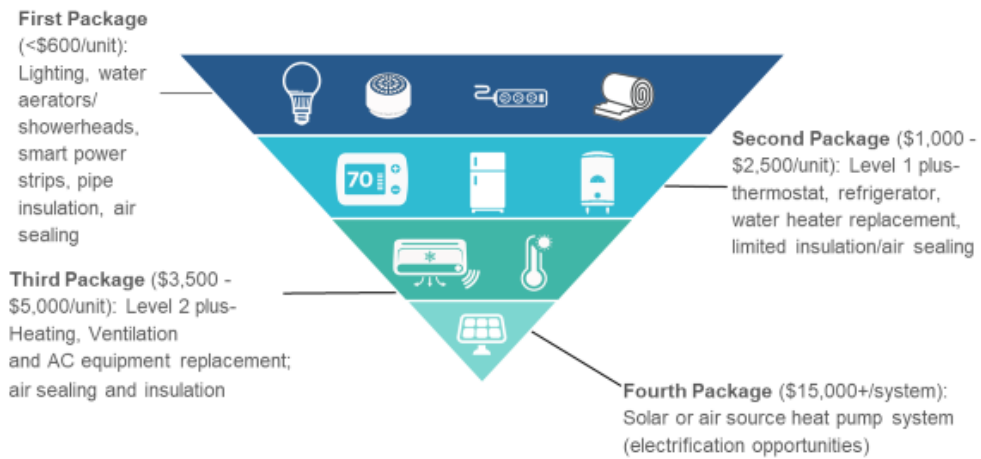 First Package
(<$600/unit):
Lighting, water
aerators/
showerheads,
smart power
strips, pipe
insulation, air
sealing
70
Second Package ($1,000 -
$2,500/unit): Level 1 plus-
thermostat, refrigerator,
water heater replacement,
limited insulation/air sealing
Third Package ($3,500 -
$5,000/unit): Level 2 plus-
Heating, Ventilation
and AC equipment replacement;
air sealing and insulation
Fourth Package ($15,000+/system):
Solar or air source heat pump system
(electrification opportunities)